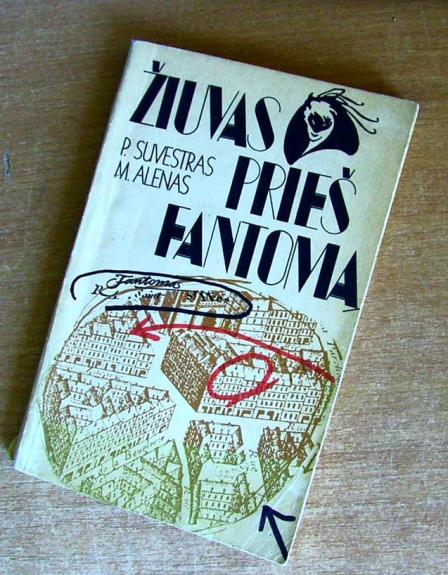 ŽIUVAS
P. SUVESTRAS
M. ALENAS
PRIEŠ
FANTOMĄ
Fantomas